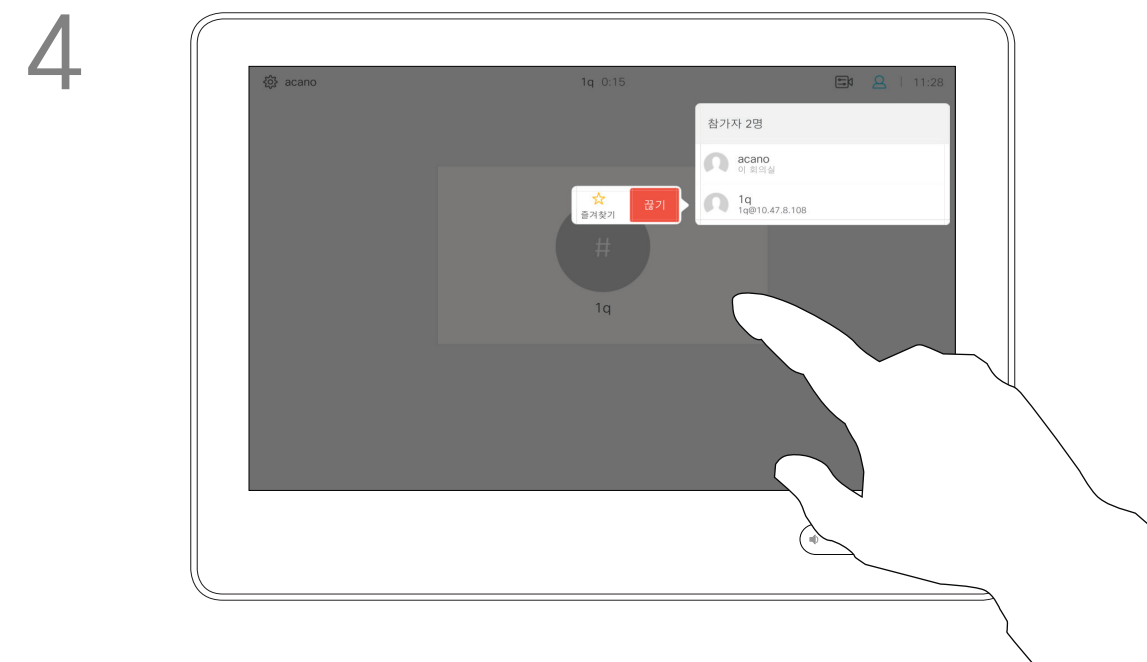 4
acano 1q 0:15 11:28
참가자 2명
acano
이 회의실
즐겨찾기 끊기
1q
1q@10.47.8.108
#
1q